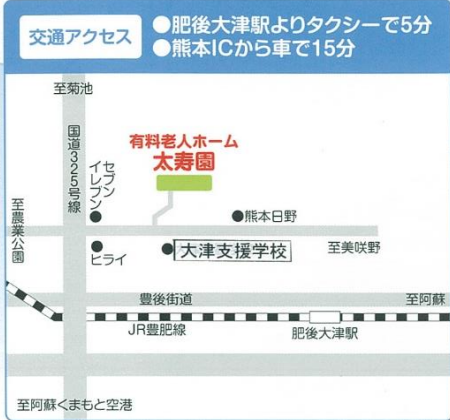 交通アクセス
●肥後大津駅よりタクシーで5分
●熊本ICから車で15分
至菊池
国道325号線
有料老人ホーム
太寿園
セブン
イレブン
至農業公園
熊本日野
ヒライ
大津支援学校
至美咲野
豊後街道
至阿蘇
JR豊肥線
肥後大津駅
至阿蘇くまもと空港